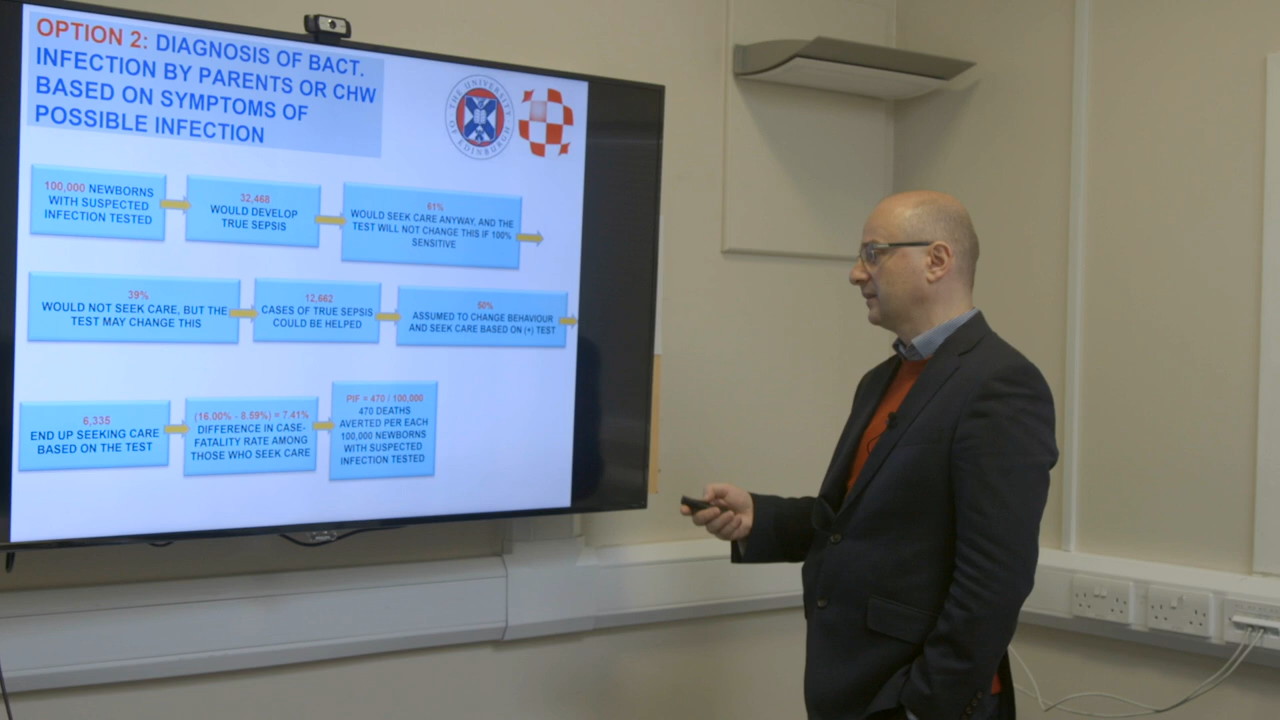 OPTION 2: DIAGNOSIS OF BACT.
INFECTION BY PARENTS OR CHW
BASED ON SYMPTOMS OF
POSSIBLE INFECTION
THE UNIVERSITY
OF EDINBURGH
100,000 NEWBORNS
WITH SUSPECTED
INFECTION TESTED
32,468
WOULD DEVELOP
TRUE SEPSIS
61%
WOULD SEEK CARE ANYWAY, AND THE
TEST WILL NOT CHANGE THIS IF 100%
SENSITIVE
39%
WOULD NOT SEEK CARE, BUT THE
TEST MAY CHANGE THIS
12,662
CASES OF TRUE SEPSIS
COULD BE HELPED
50%
ASSUMED TO CHANGE BEHAVIOUR
AND SEEK CARE BASED ON (+) TEST
6,335
END UP SEEKING CARE
BASED ON THE TEST
(16.00% - 8.59%) = 7.41%
DIFFERENCE IN CASE-
FATALITY RATE AMONG
THOSE WHO SEEK CARE
PIF = 470 / 100,000
470 DEATHS
AVERTED PER EACH
100,000 NEWBORNS
WITH SUSPECTED
INFECTION TESTED